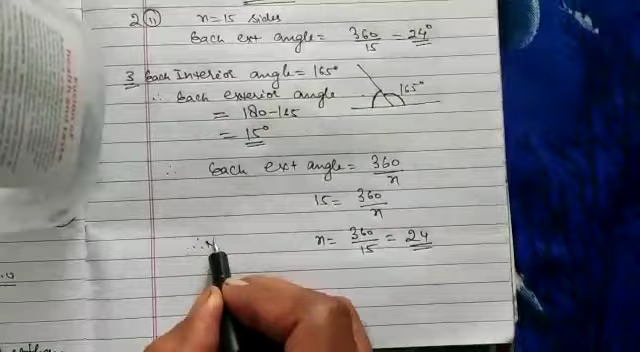 2 (ii) n=15 sides
Each ext angle = 360/15 = 24°
3 Each Interior angle = 165°
∴ Each exterior angle
165°
= 180-165
= 15°
∴ Each ext angle = 360/n
15 = 360/n
n = 360/15 = 24